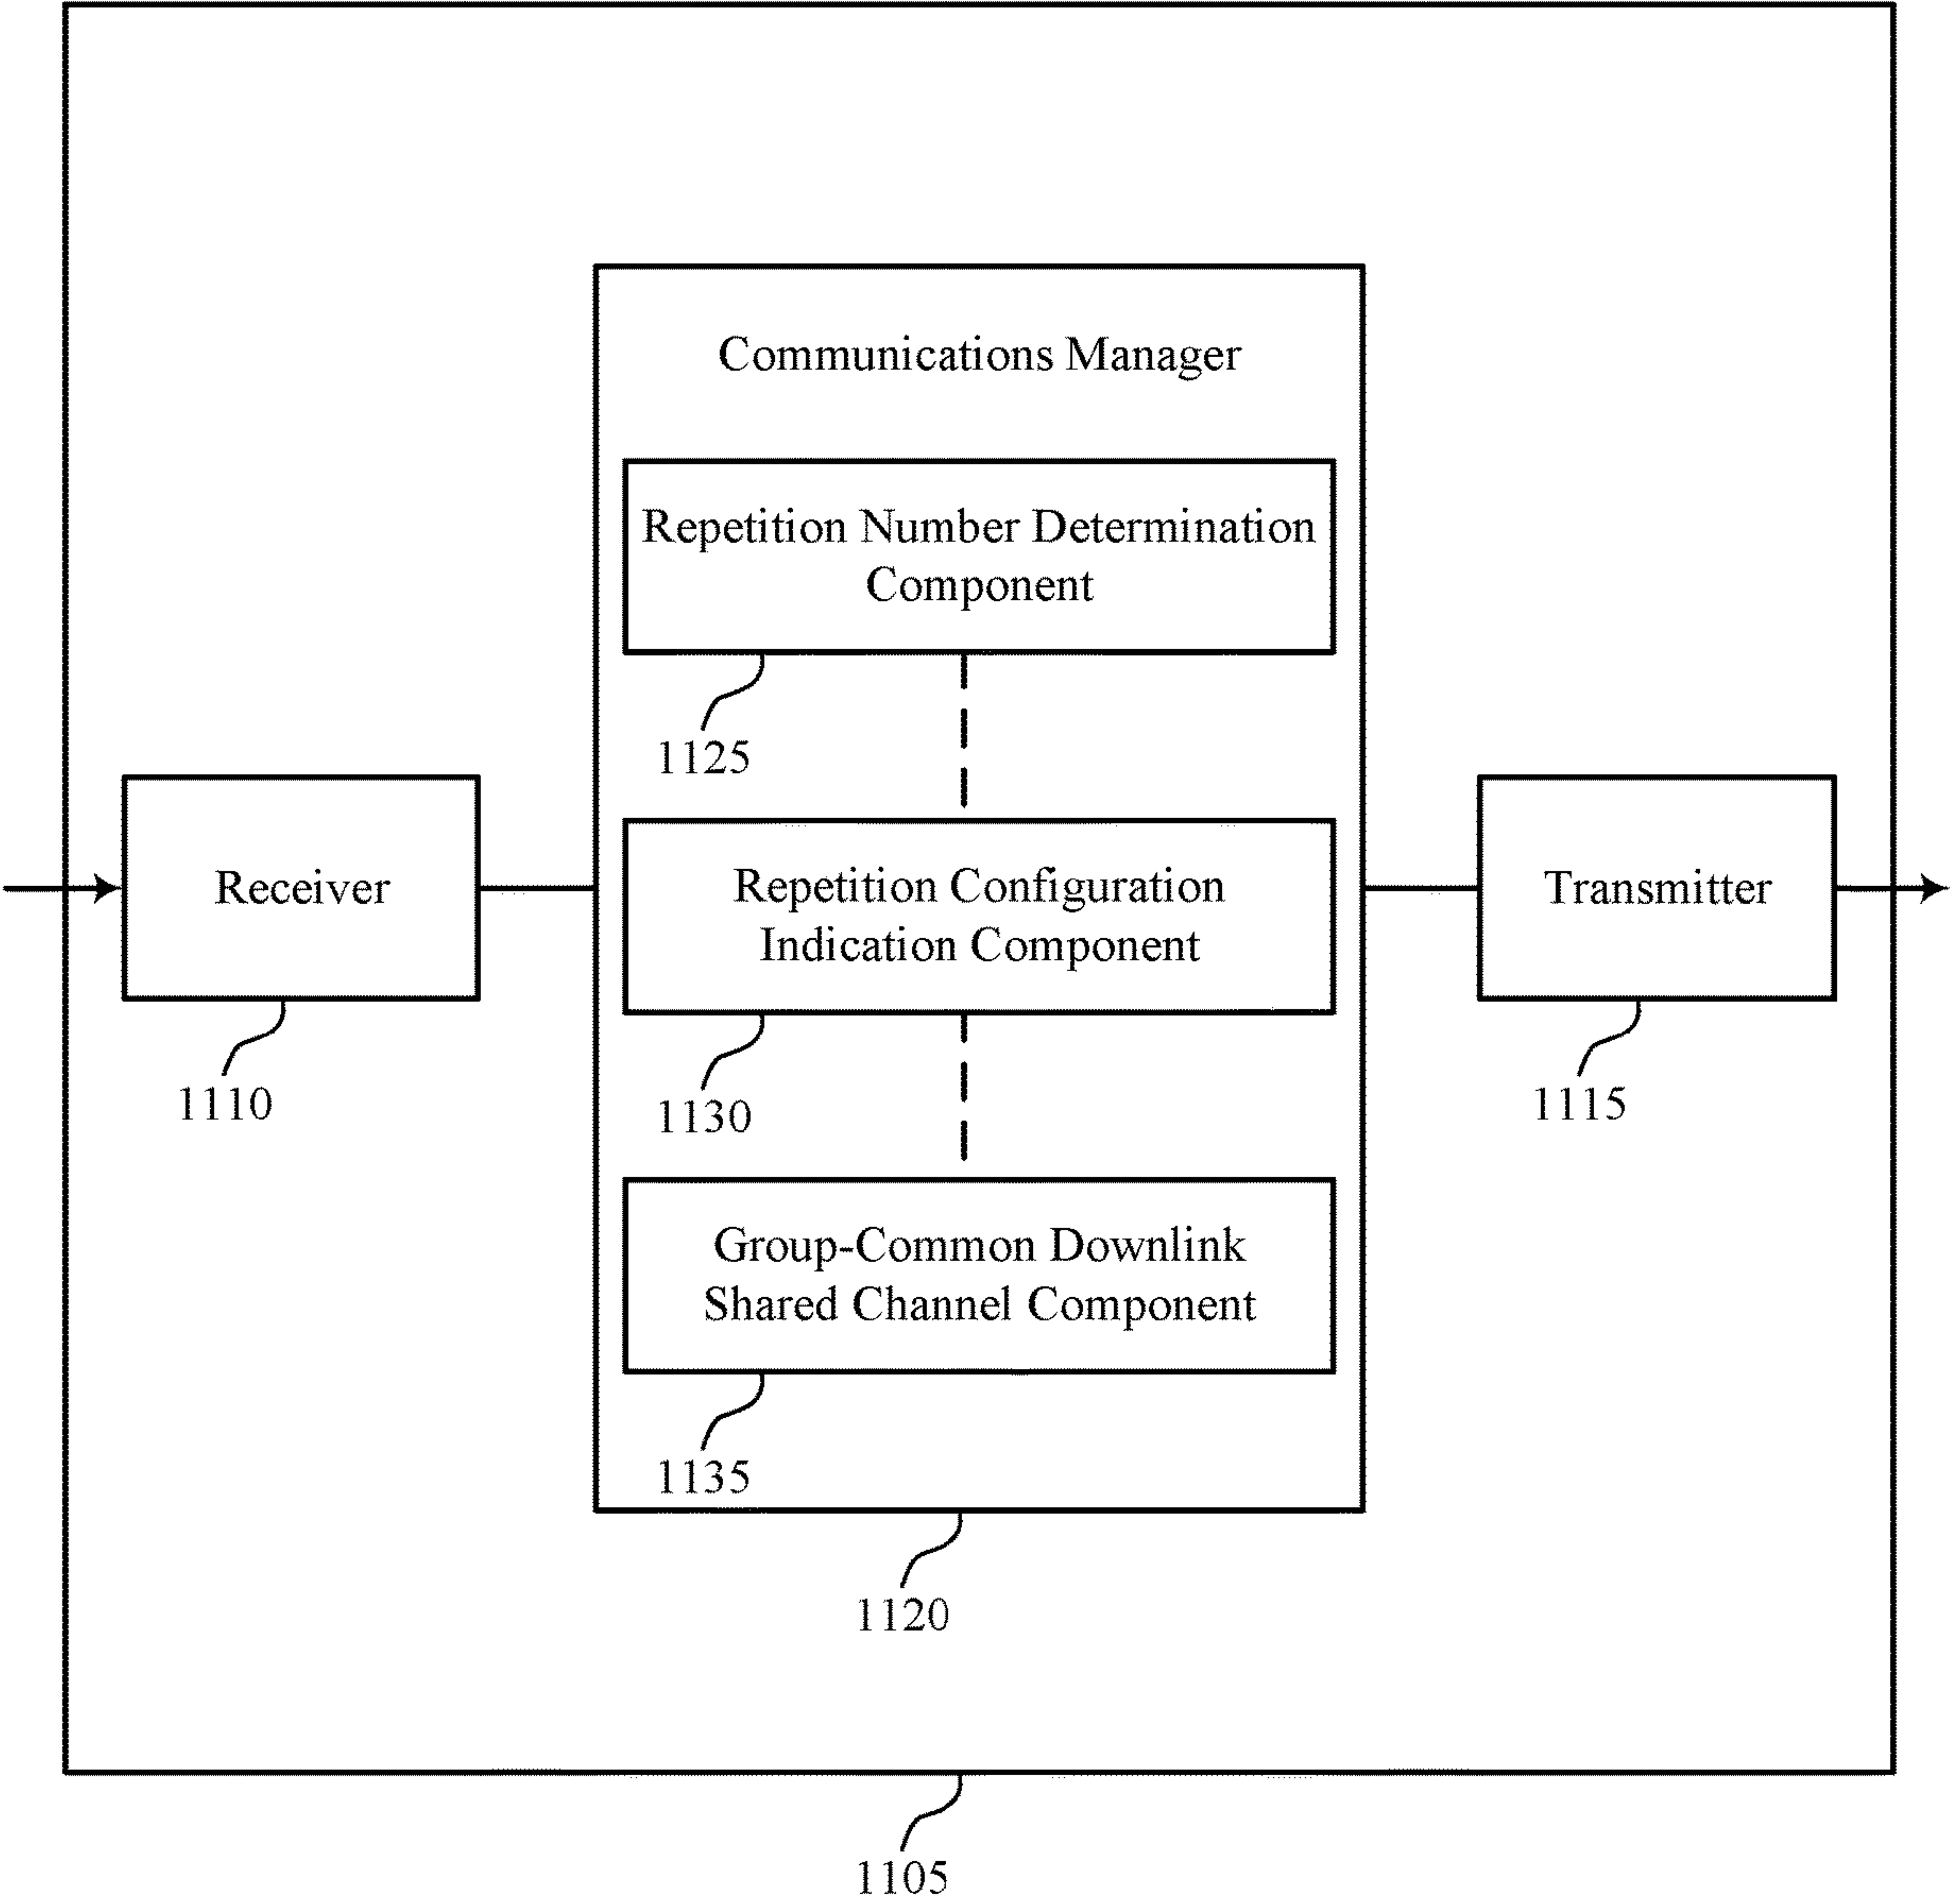 Communications Manager
Repetition Number Determination
Component
1125
Receiver
1110
Repetition Configuration
Indication Component
1130
Transmitter
1115
Group-Common Downlink
Shared Channel Component
1135
1120
1105